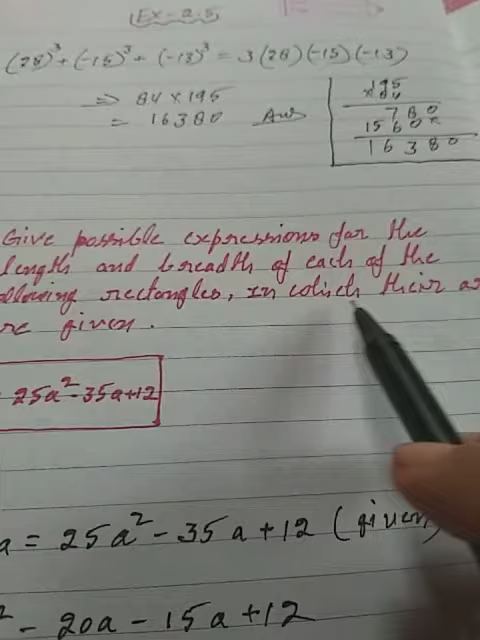 Ex-2.5
(28)³+(-15)³+(-13)³=3(28)(-15)(-13)
⇒ 84×195
= 16380 Ans
195
×84
780
1560×
16380
Give possible expressions for the
length and breadth of each of the
following rectangles, in which their
are given.
25a²-35a+12
a = 25a²-35a+12 (given)
-20a-15a+12